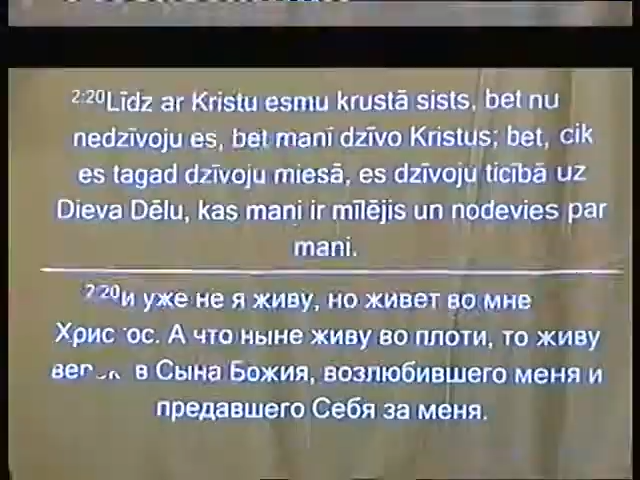 2:20Līdz ar Kristu esmu krustā sists, bet nu
nedzīvoju es, bet manī dzīvo Kristus; bet, cik
es tagad dzīvoju miesā, es dzīvoju ticībā uz
Dieva Dēlu, kas mani ir mīlējis un nodevies par
mani.
2:20и уже не я живу, но живет во мне
Христос. А что ныне живу во плоти, то живу
в Сына Божия, возлюбившего меня и
предавшего Себя за меня.